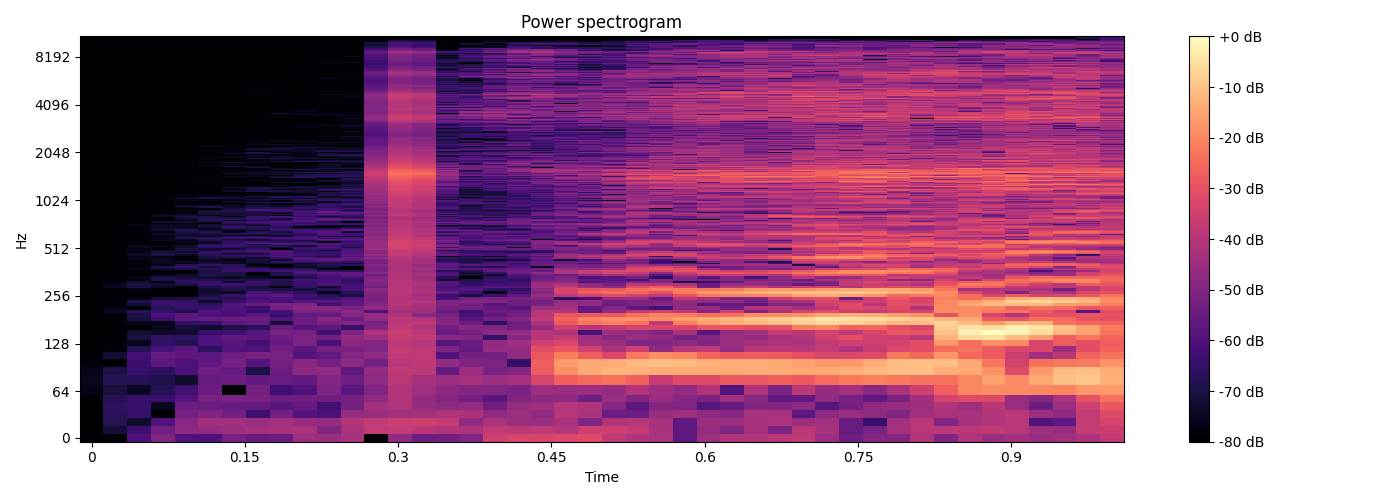 Power spectrogram
8192
4096
2048
1024
512
256
128
64
0
Hz
0 0.15 0.3 0.45 0.6 0.75 0.9
Time
+0 dB
-10 dB
-20 dB
-30 dB
-40 dB
-50 dB
-60 dB
-70 dB
-80 dB